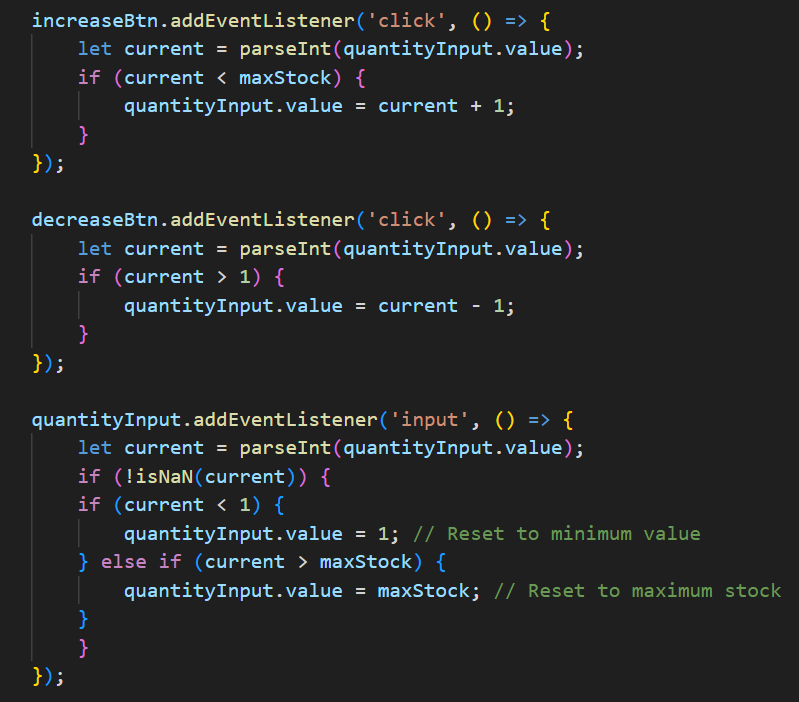 increaseBtn.addEventListener('click', () => {
    let current = parseInt(quantityInput.value);
    if (current < maxStock) {
        quantityInput.value = current + 1;
    }
});

decreaseBtn.addEventListener('click', () => {
    let current = parseInt(quantityInput.value);
    if (current > 1) {
        quantityInput.value = current - 1;
    }
});

quantityInput.addEventListener('input', () => {
    let current = parseInt(quantityInput.value);
    if (!isNaN(current)) {
    if (current < 1) {
        quantityInput.value = 1; // Reset to minimum value
    } else if (current > maxStock) {
        quantityInput.value = maxStock; // Reset to maximum stock
    }
    }
});